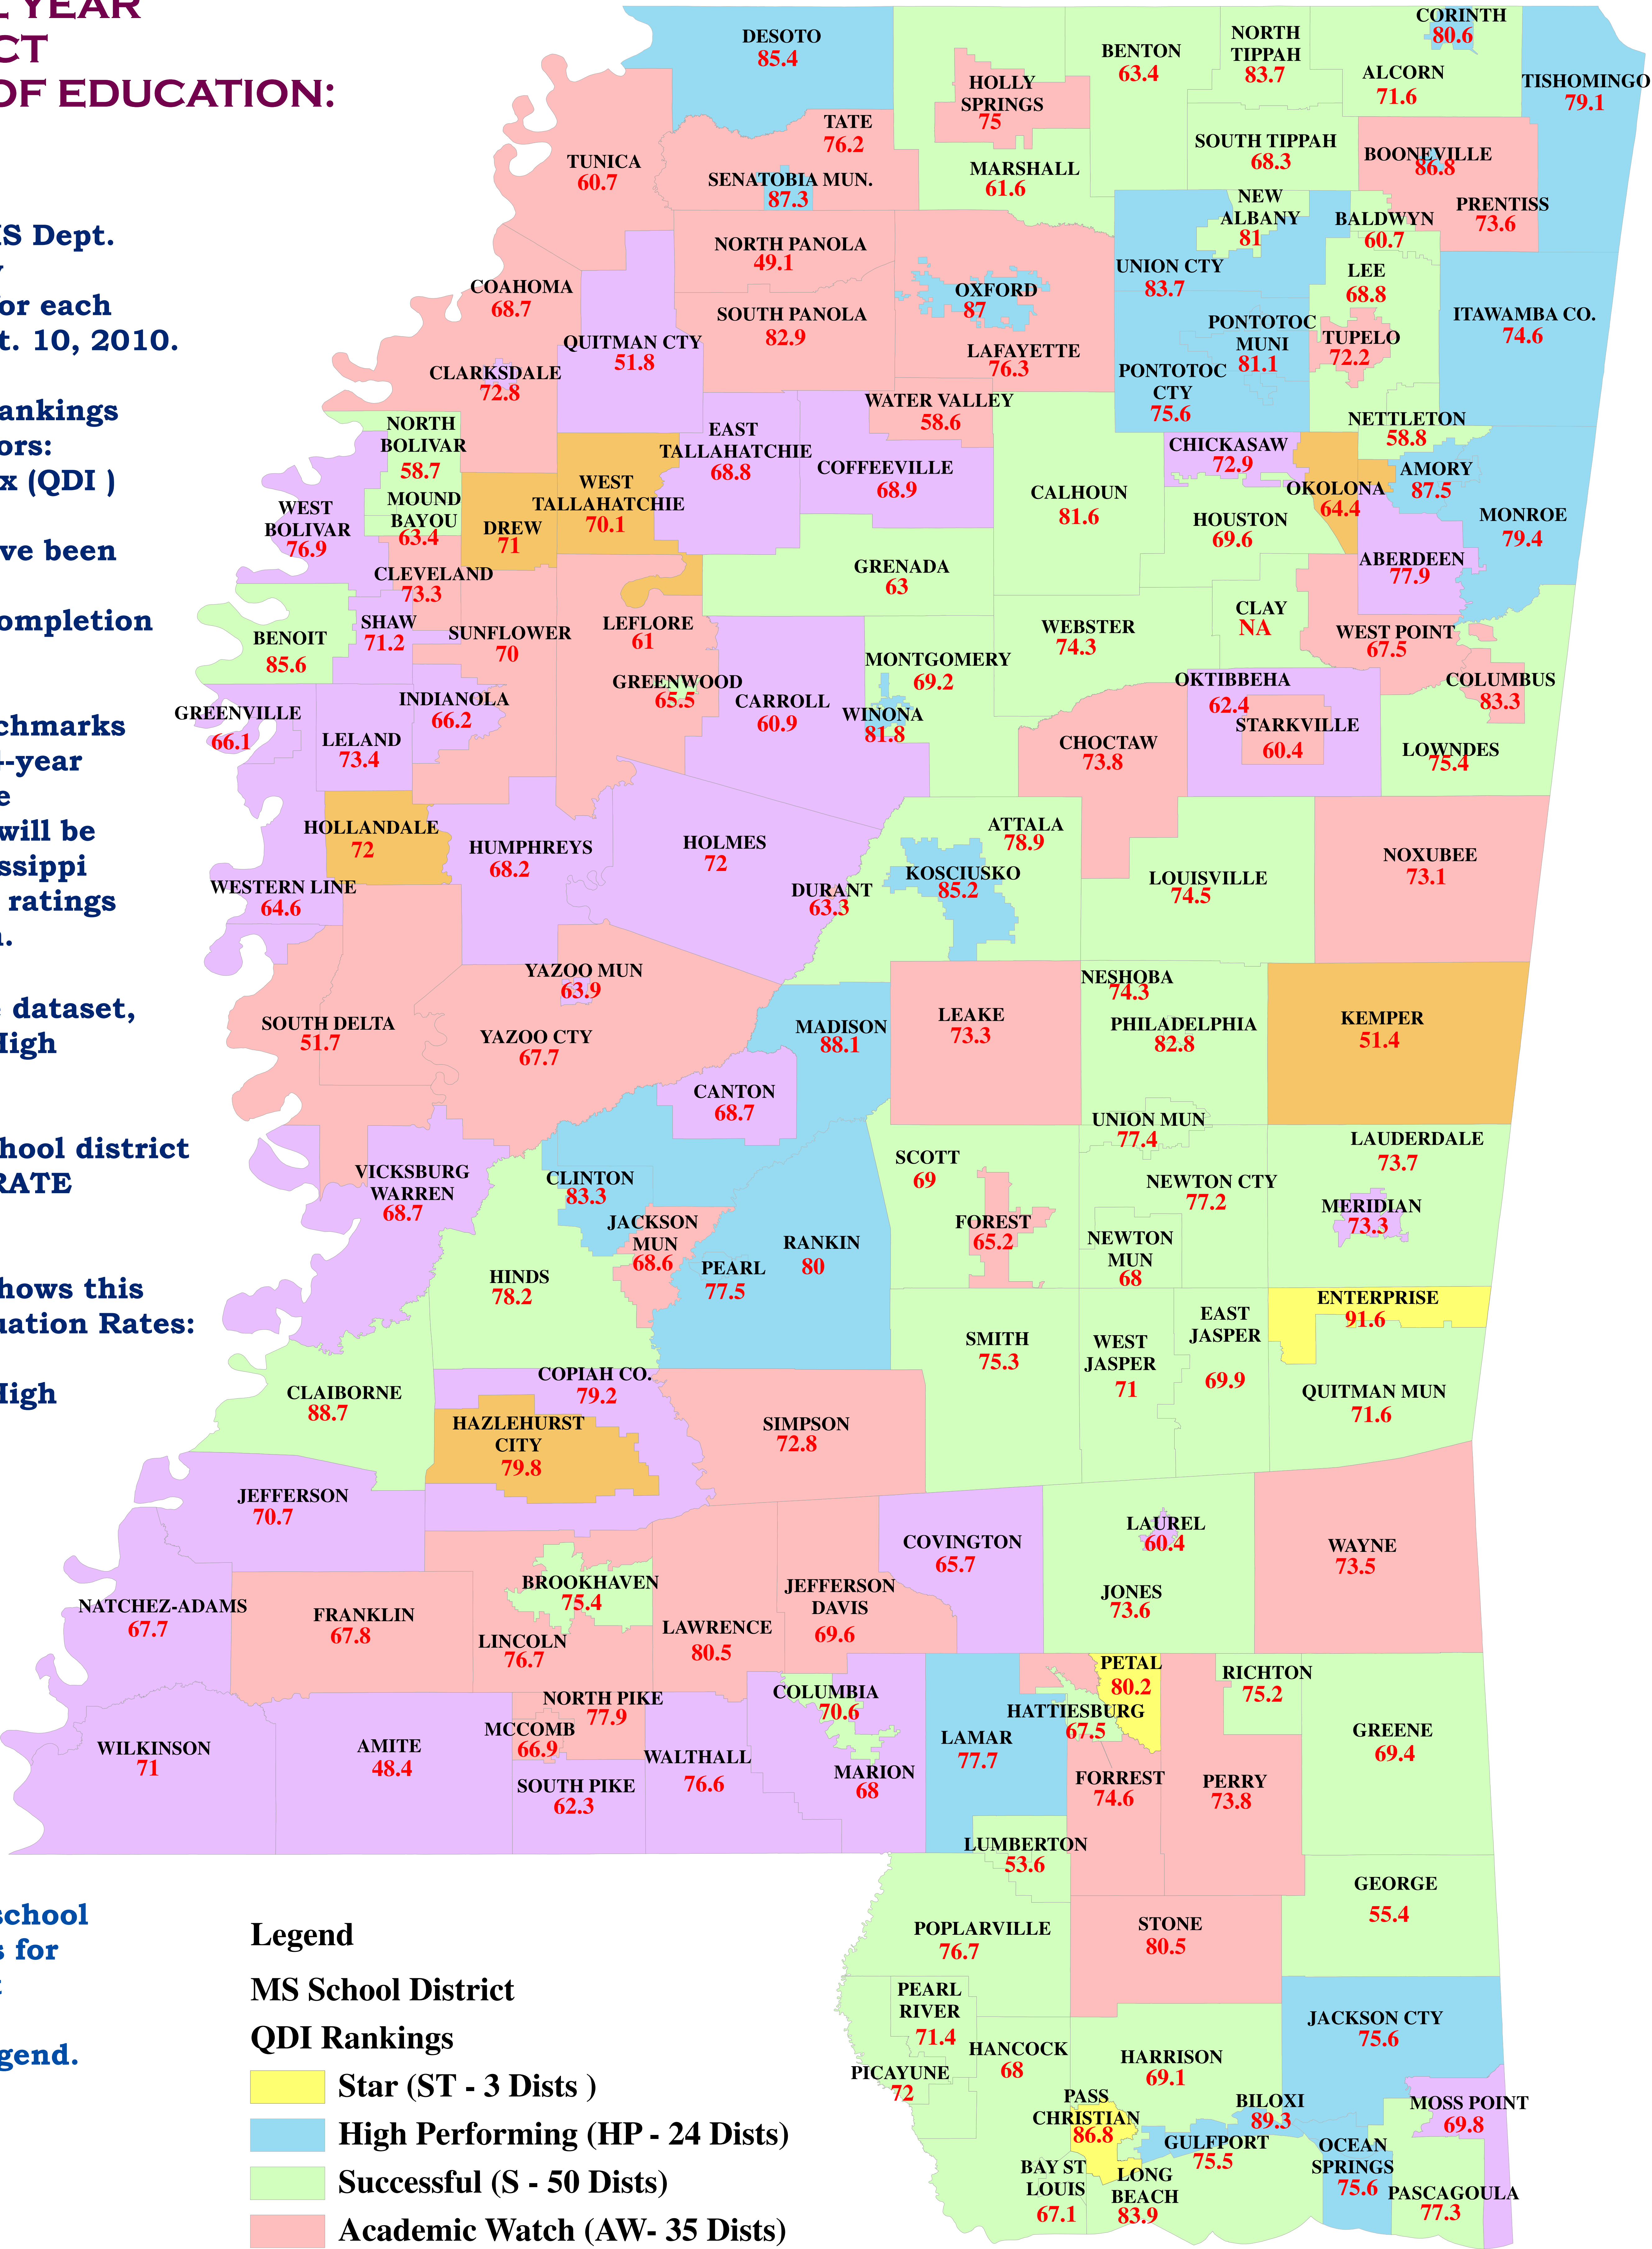 L YEAR
CT
OF EDUCATION:
IS Dept.
y
or each
t. 10, 2010.
ankings
ors:
x (QDI )
ve been
ompletion
chmarks
-year
e
will be
ssippi
ratings
n.
e dataset,
High
chool district
RATE
hows this
uation Rates:
High
school
s for
t
gend.
DESOTO
85.4
HOLLY
SPRINGS
75
BENTON
63.4
NORTH
TIPPAH
83.7
CORINTH
80.6
ALCORN
71.6
TISHOMINGO
79.1
TATE
76.2
TUNICA
60.7
SENATOBIA MUN.
87.3
MARSHALL
61.6
SOUTH TIPPAH
68.3
BOONEVILLE
86.8
PRENTISS
73.6
NEW
ALBANY
81
BALDWYN
60.7
NORTH PANOLA
49.1
UNION CTY
83.7
LEE
68.8
COAHOMA
68.7
OXFORD
87
SOUTH PANOLA
82.9
PONTOTOC
MUNI
81.1
TUPELO
72.2
ITAWAMBA CO.
74.6
QUITMAN CTY
51.8
LAFAYETTE
76.3
CLARKSDALE
72.8
PONTOTOC
CTY
75.6
WATER VALLEY
58.6
NORTH
BOLIVAR
58.7
EAST
TALLAHATCHIE
68.8
NETTLETON
58.8
CHICKASAW
72.9
COFFEEVILLE
68.9
AMORY
87.5
WEST
TALLAHATCHIE
70.1
OKOLONA
64.4
CALHOUN
81.6
MOUND
BAYOU
63.4
WEST
BOLIVAR
76.9
DREW
71
HOUSTON
69.6
MONROE
79.4
ABERDEEN
77.9
CLEVELAND
73.3
GRENADA
63
SHAW
71.2
SUNFLOWER
70
LEFLORE
61
CLAY
NA
BENOIT
85.6
WEBSTER
74.3
WEST POINT
67.5
MONTGOMERY
69.2
GREENWOOD
65.5
OKTIBBEHA
62.4
COLUMBUS
83.3
INDIANOLA
66.2
CARROLL
60.9
GREENVILLE
66.1
WINONA
81.8
STARKVILLE
60.4
LELAND
73.4
CHOCTAW
73.8
LOWNDES
75.4
HOLLANDALE
72
ATTALA
78.9
HUMPHREYS
68.2
HOLMES
72
NOXUBEE
73.1
KOSCIUSKO
85.2
LOUISVILLE
74.5
WESTERN LINE
64.6
DURANT
63.3
YAZOO MUN
63.9
NESHOBA
74.3
SOUTH DELTA
51.7
MADISON
88.1
LEAKE
73.3
PHILADELPHIA
82.8
KEMPER
51.4
YAZOO CTY
67.7
CANTON
68.7
UNION MUN
77.4
LAUDERDALE
73.7
SCOTT
69
VICKSBURG
WARREN
68.7
CLINTON
83.3
NEWTON CTY
77.2
MERIDIAN
73.3
JACKSON
MUN
68.6
FOREST
65.2
NEWTON
MUN
68
RANKIN
80
PEARL
77.5
HINDS
78.2
ENTERPRISE
91.6
EAST
JASPER
69.9
SMITH
75.3
WEST
JASPER
71
COPIAH CO.
79.2
CLAIBORNE
88.7
QUITMAN MUN
71.6
HAZLEHURST
CITY
79.8
SIMPSON
72.8
JEFFERSON
70.7
LAUREL
60.4
COVINGTON
65.7
WAYNE
73.5
BROOKHAVEN
75.4
JEFFERSON
DAVIS
69.6
JONES
73.6
NATCHEZ-ADAMS
67.7
FRANKLIN
67.8
LAWRENCE
80.5
LINCOLN
76.7
PETAL
80.2
RICHTON
75.2
COLUMBIA
70.6
NORTH PIKE
77.9
HATTIESBURG
67.5
MCCOMB
66.9
GREENE
69.4
LAMAR
77.7
WILKINSON
71
AMITE
48.4
WALTHALL
76.6
MARION
68
FORREST
74.6
PERRY
73.8
SOUTH PIKE
62.3
LUMBERTON
53.6
GEORGE
55.4
POPLARVILLE
76.7
STONE
80.5
PEARL
RIVER
71.4
JACKSON CTY
75.6
HANCOCK
68
HARRISON
69.1
PICAYUNE
72
PASS
CHRISTIAN
86.8
BILOXI
89.3
MOSS POINT
69.8
GULFPORT
75.5
OCEAN
SPRINGS
75.6
BAY ST
LOUIS
67.1
LONG
BEACH
83.9
PASCAGOULA
77.3
Legend
MS School District
QDI Rankings
Star (ST - 3 Dists )
High Performing (HP - 24 Dists)
Successful (S - 50 Dists)
Academic Watch (AW- 35 Dists)